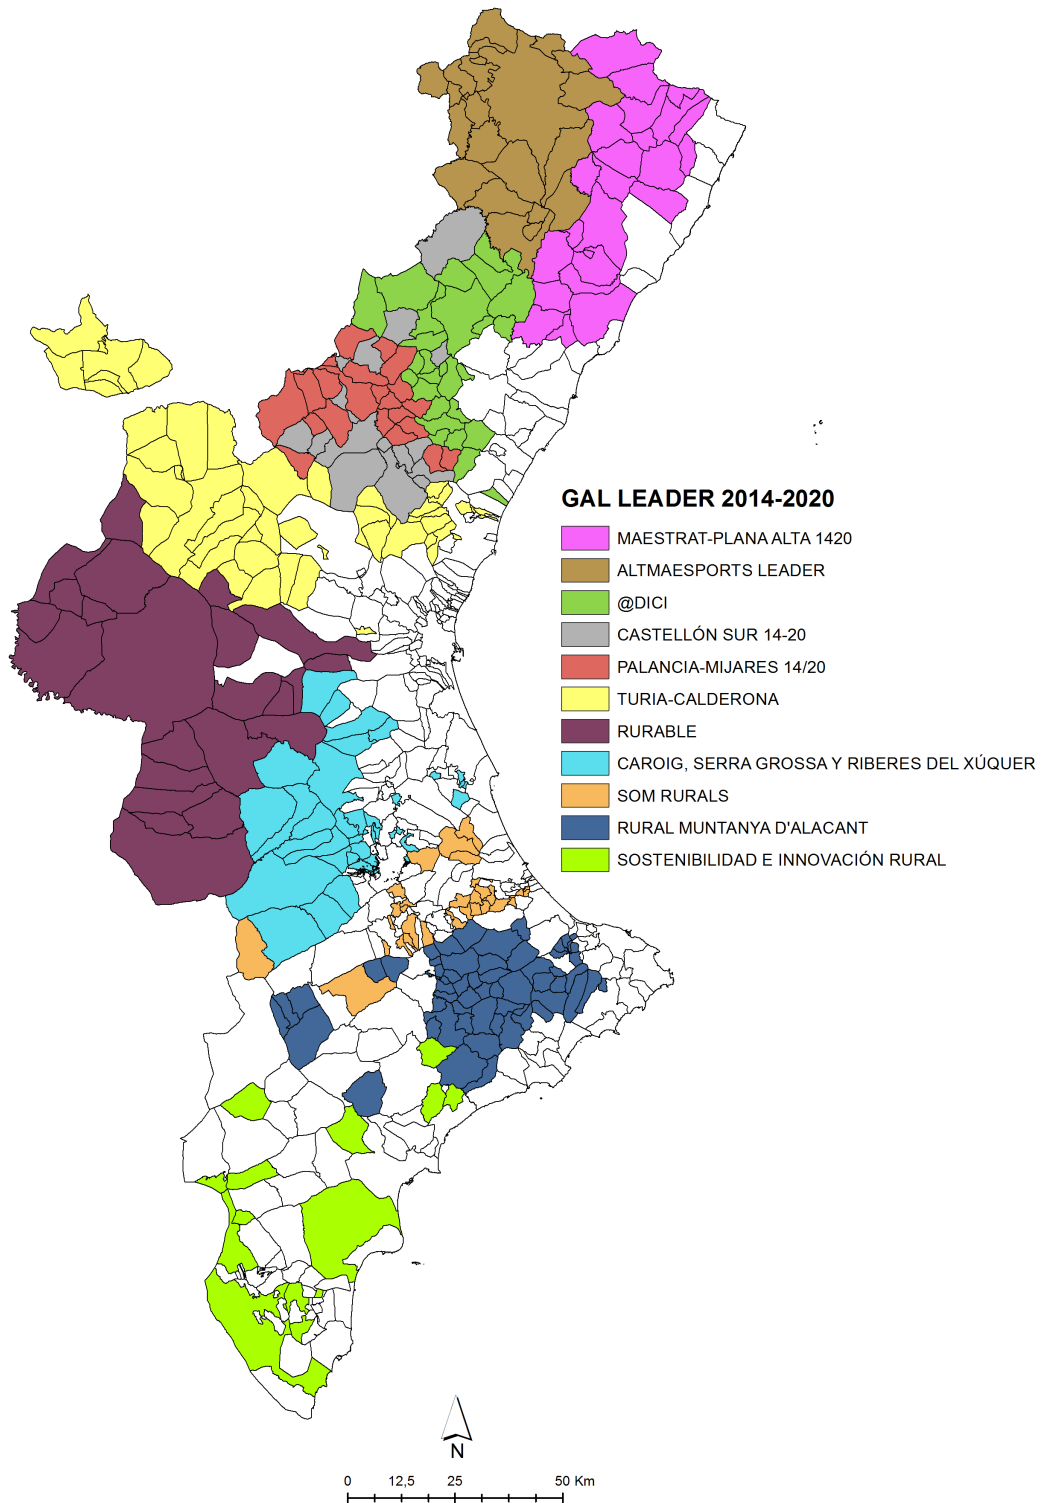 GAL LEADER 2014-2020
MAESTRAT-PLANA ALTA 1420
ALTMAESPORTS LEADER
@DICI
CASTELLÓN SUR 14-20
PALANCIA-MIJARES 14/20
TURIA-CALDERONA
RURABLE
CAROIG, SERRA GROSSA Y RIBERES DEL XÚQUER
SOM RURALS
RURAL MUNTANYA D'ALACANT
SOSTENIBILIDAD E INNOVACIÓN RURAL
N
0 12,5 25 50 Km